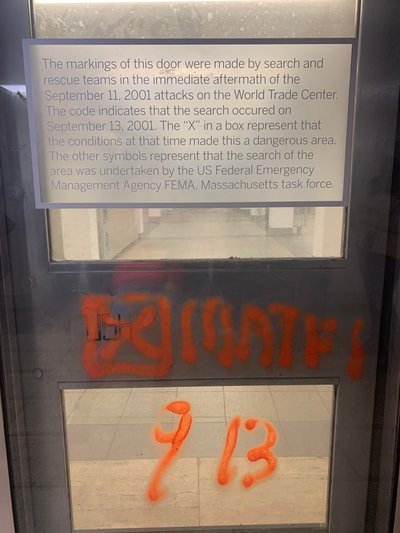 The markings of this door were made by search and
rescue teams in the immediate aftermath of the
September 11, 2001 attacks on the World Trade Center.
The code indicates that the search occured on
September 13, 2001. The “X” in a box represent that
the conditions at that time made this a dangerous area.
The other symbols represent that the search of the
area was undertaken by the US Federal Emergency
Management Agency FEMA, Massachusetts task force.
MATF 1
9 13